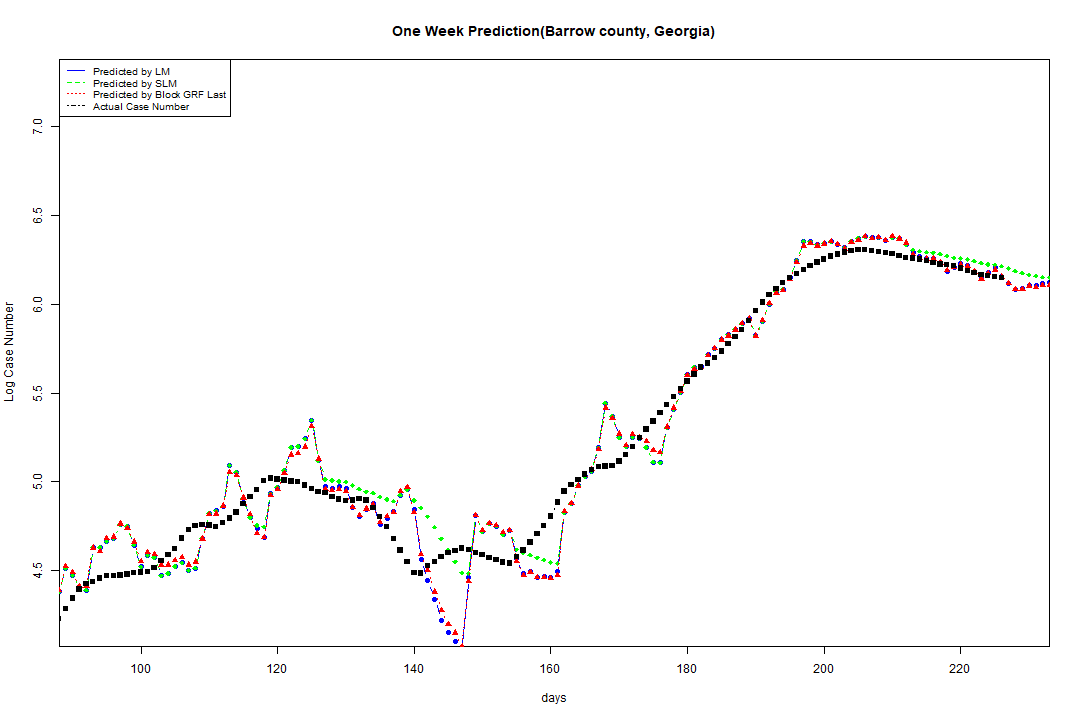 One Week Prediction(Barrow county, Georgia)
Predicted by LM
Predicted by SLM
Predicted by Block GRF Last
Actual Case Number
7.0
6.5
6.0
5.5
5.0
4.5
Log Case Number
100 120 140 160 180 200 220
days